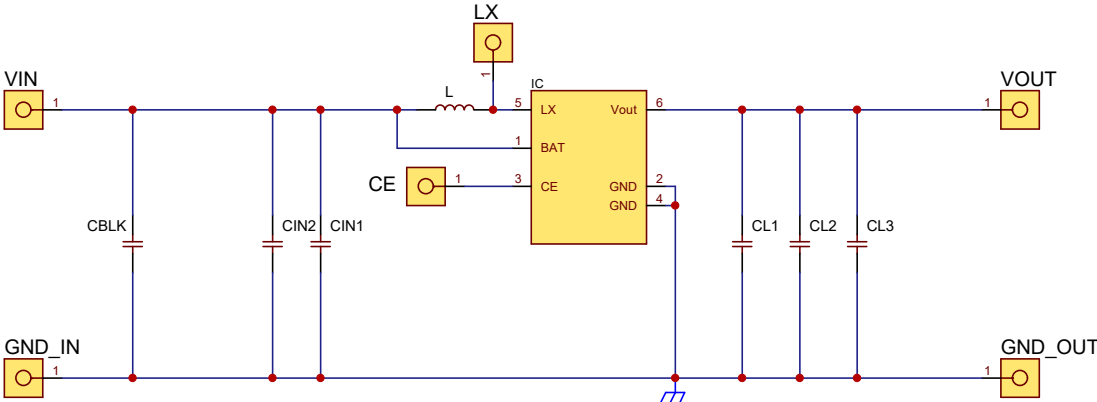 LX
1
VIN
1
L
IC
5
LX
Vout
6
VOUT
1
1
BAT
CE
1
3
CE
GND
2
GND
4
CBLK
CIN2
CIN1
CL1
CL2
CL3
GND_IN
1
GND_OUT
1